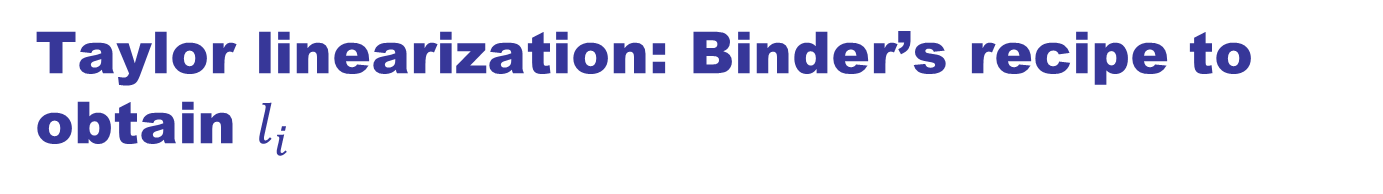 Taylor linearization: Binder’s recipe to
obtain $l_i$